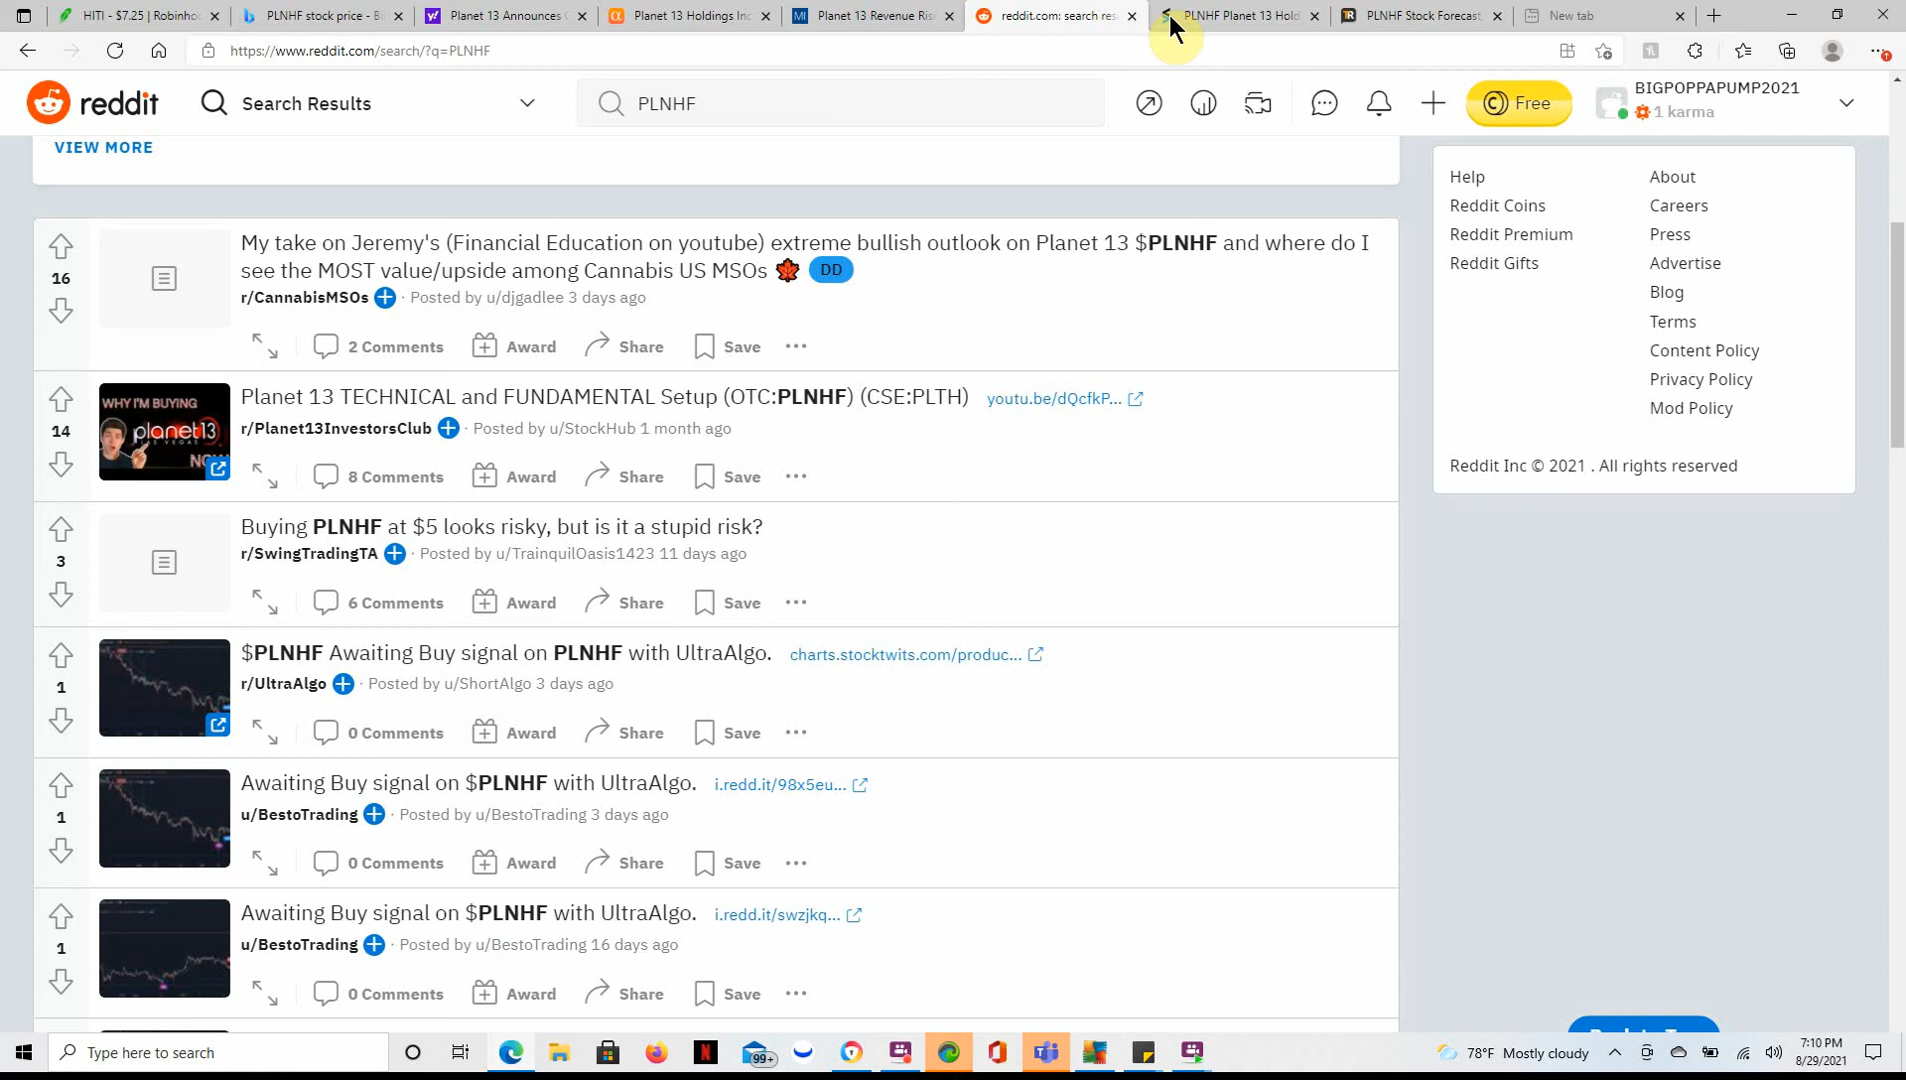 HITI - $7.25 | Robinho
PLNHF stock price - Bi
Planet 13 Announces
Planet 13 Holdings Inc
Planet 13 Revenue Ris
reddit.com: search res
PLNHF Planet 13 Hold
PLNHF Stock Forecast
New tab
https://www.reddit.com/search/?q=PLNHF
reddit
Search Results
PLNHF
Free
BIGPOPPAPUMP2021
1 karma
VIEW MORE
16
My take on Jeremy's (Financial Education on youtube) extreme bullish outlook on Planet 13 $PLNHF and where do I
see the MOST value/upside among Cannabis US MSOs 🍁 DD
r/CannabisMSOs · Posted by u/djgadlee 3 days ago
2 Comments Award Share Save
14
WHY I'M BUYING
planet13
LAS VEGAS
NOW
Planet 13 TECHNICAL and FUNDAMENTAL Setup (OTC:PLNHF) (CSE:PLTH) youtu.be/dQcfkP...
r/Planet13InvestorsClub · Posted by u/StockHub 1 month ago
8 Comments Award Share Save
3
Buying PLNHF at $5 looks risky, but is it a stupid risk?
r/SwingTradingTA · Posted by u/TrainquilOasis1423 11 days ago
6 Comments Award Share Save
1
$PLNHF Awaiting Buy signal on PLNHF with UltraAlgo. charts.stocktwits.com/produc...
r/UltraAlgo · Posted by u/ShortAlgo 3 days ago
0 Comments Award Share Save
1
Awaiting Buy signal on $PLNHF with UltraAlgo. i.redd.it/98x5eu...
u/BestoTrading · Posted by u/BestoTrading 3 days ago
0 Comments Award Share Save
1
Awaiting Buy signal on $PLNHF with UltraAlgo. i.redd.it/swzjkq...
u/BestoTrading · Posted by u/BestoTrading 16 days ago
0 Comments Award Share Save
Help About
Reddit Coins Careers
Reddit Premium Press
Reddit Gifts Advertise
Blog
Terms
Content Policy
Privacy Policy
Mod Policy
Reddit Inc © 2021 . All rights reserved
Type here to search
99+
78°F Mostly cloudy
7:10 PM
8/29/2021